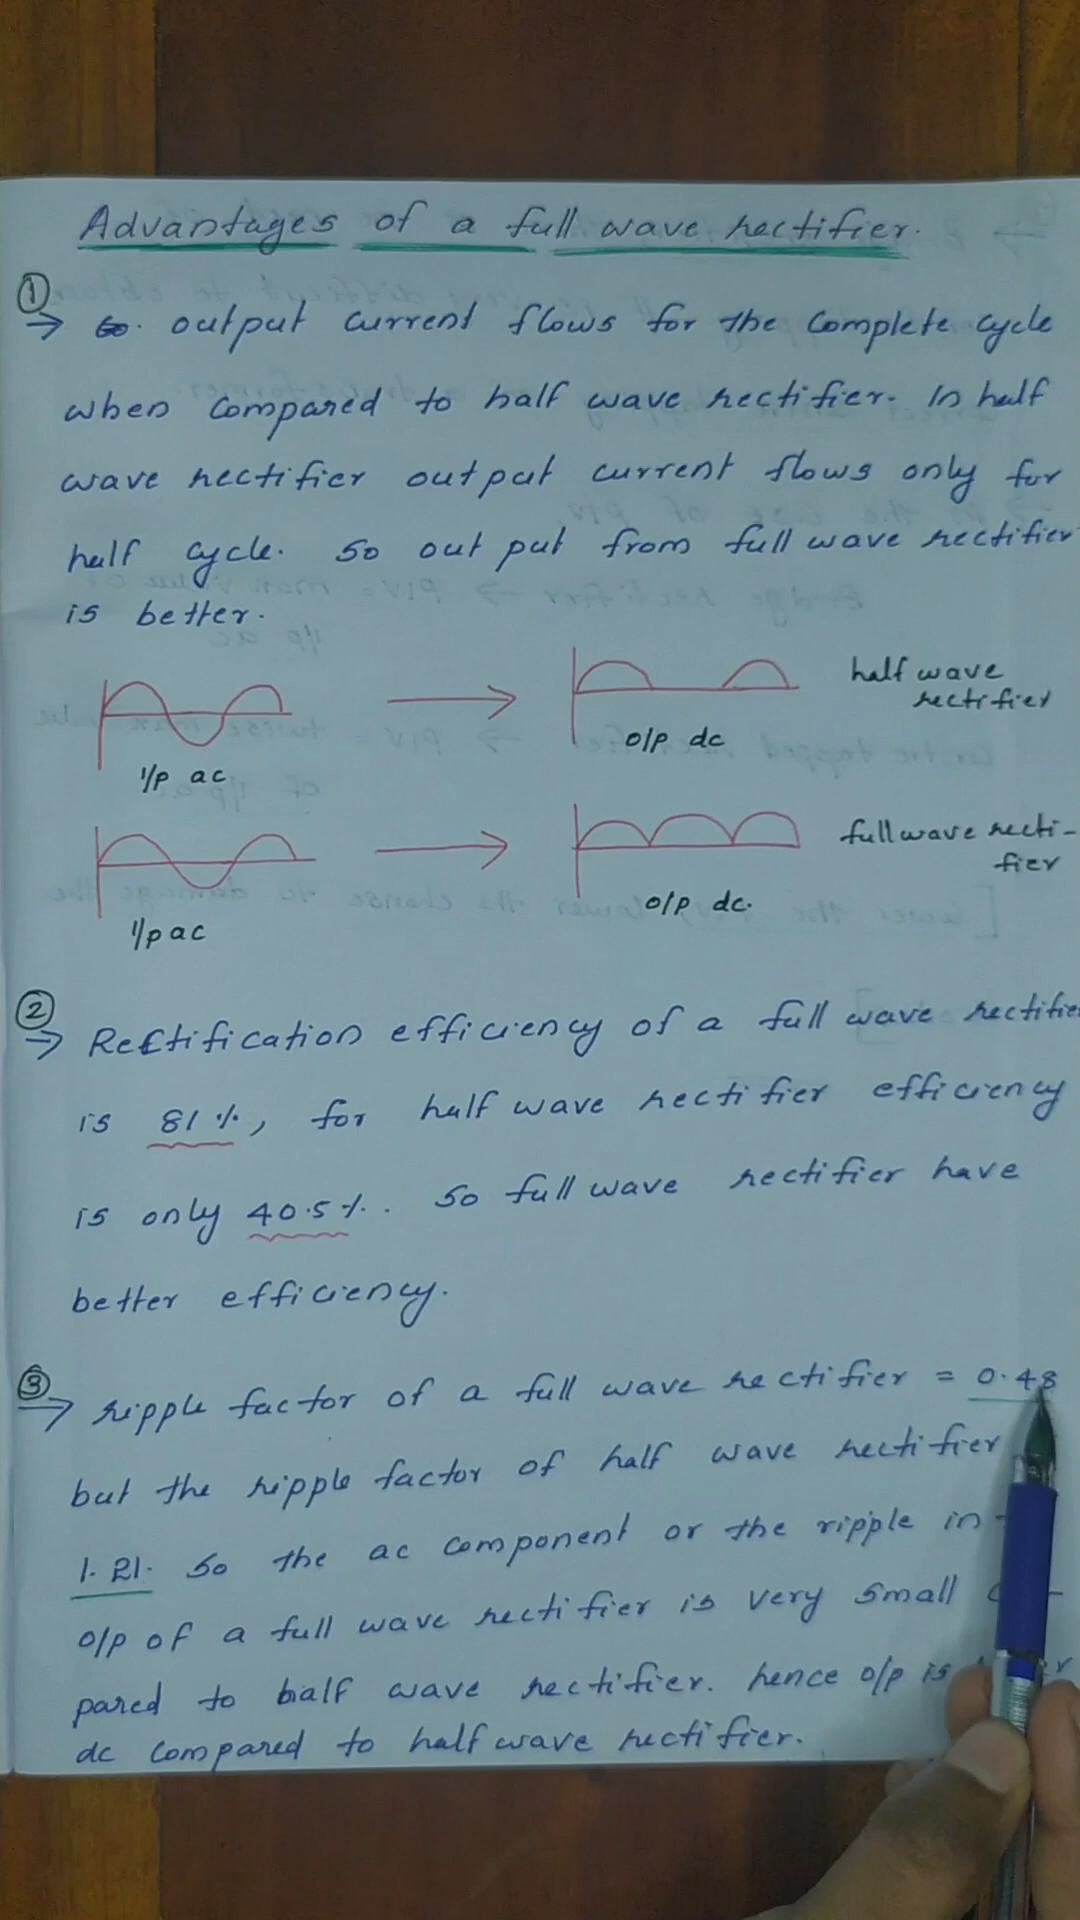 Advantages of a full wave rectifier.
①
→ output current flows for the complete cycle
when compared to half wave rectifier. In half
wave rectifier output current flows only for
half cycle. So out put from full wave rectifier
is better.
half wave
rectifier
o/p dc
i/p ac
full wave recti-
fier
o/p dc.
i/p ac
②
→ Rectification efficiency of a full wave rectifie
is 81%, for half wave rectifier efficiency
is only 40.5%. So full wave rectifier have
better efficiency.
③
→ ripple factor of a full wave rectifier = 0.48
but the ripple factor of half wave rectifier
1.21. So the ac component or the ripple in
o/p of a full wave rectifier is very small
pared to half wave rectifier. hence o/p is
dc compared to half wave rectifier.